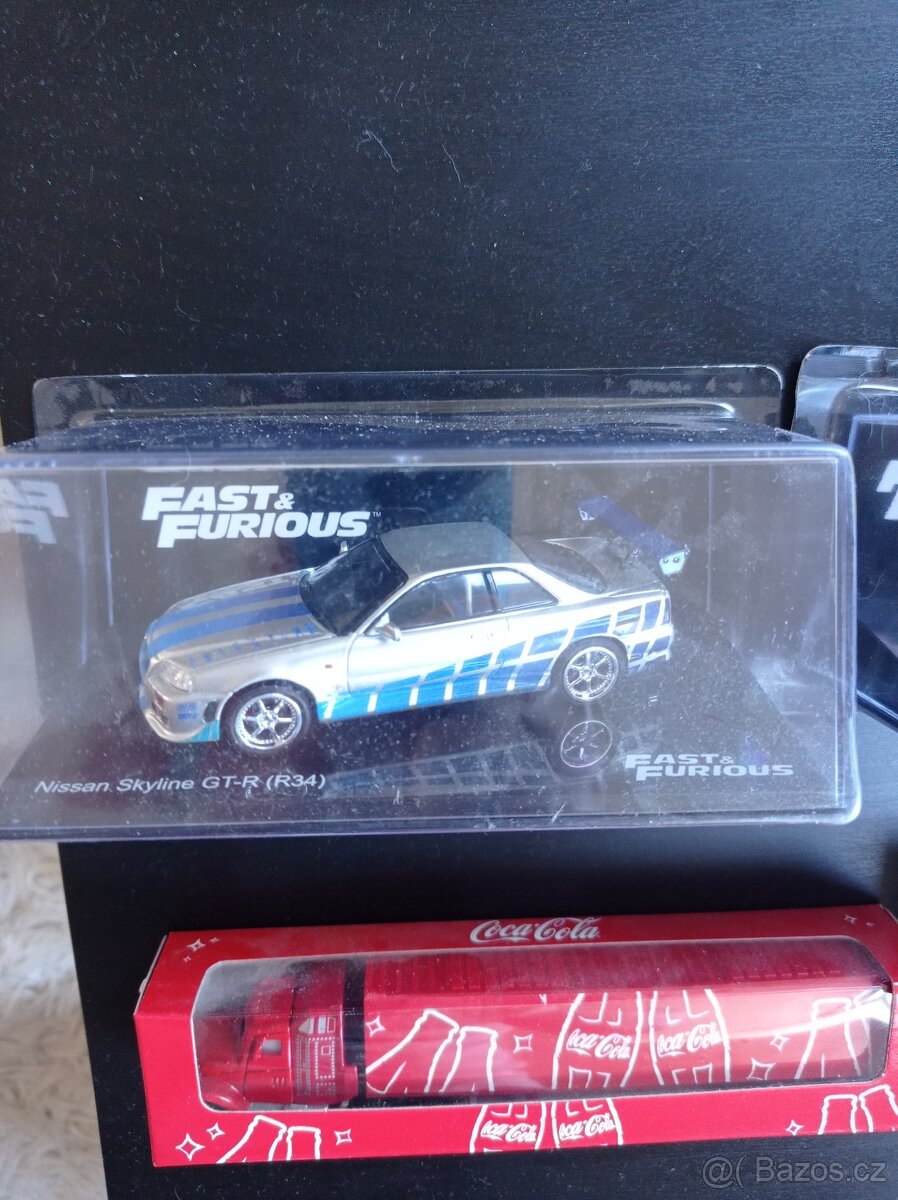 FAST &
FURIOUS™
Nissan Skyline GT-R (R34)
FAST &
FURIOUS
Coca-Cola
Coca-Cola
Coca-Cola
Coca-Cola
Coca-Cola
@( Bazos.cz